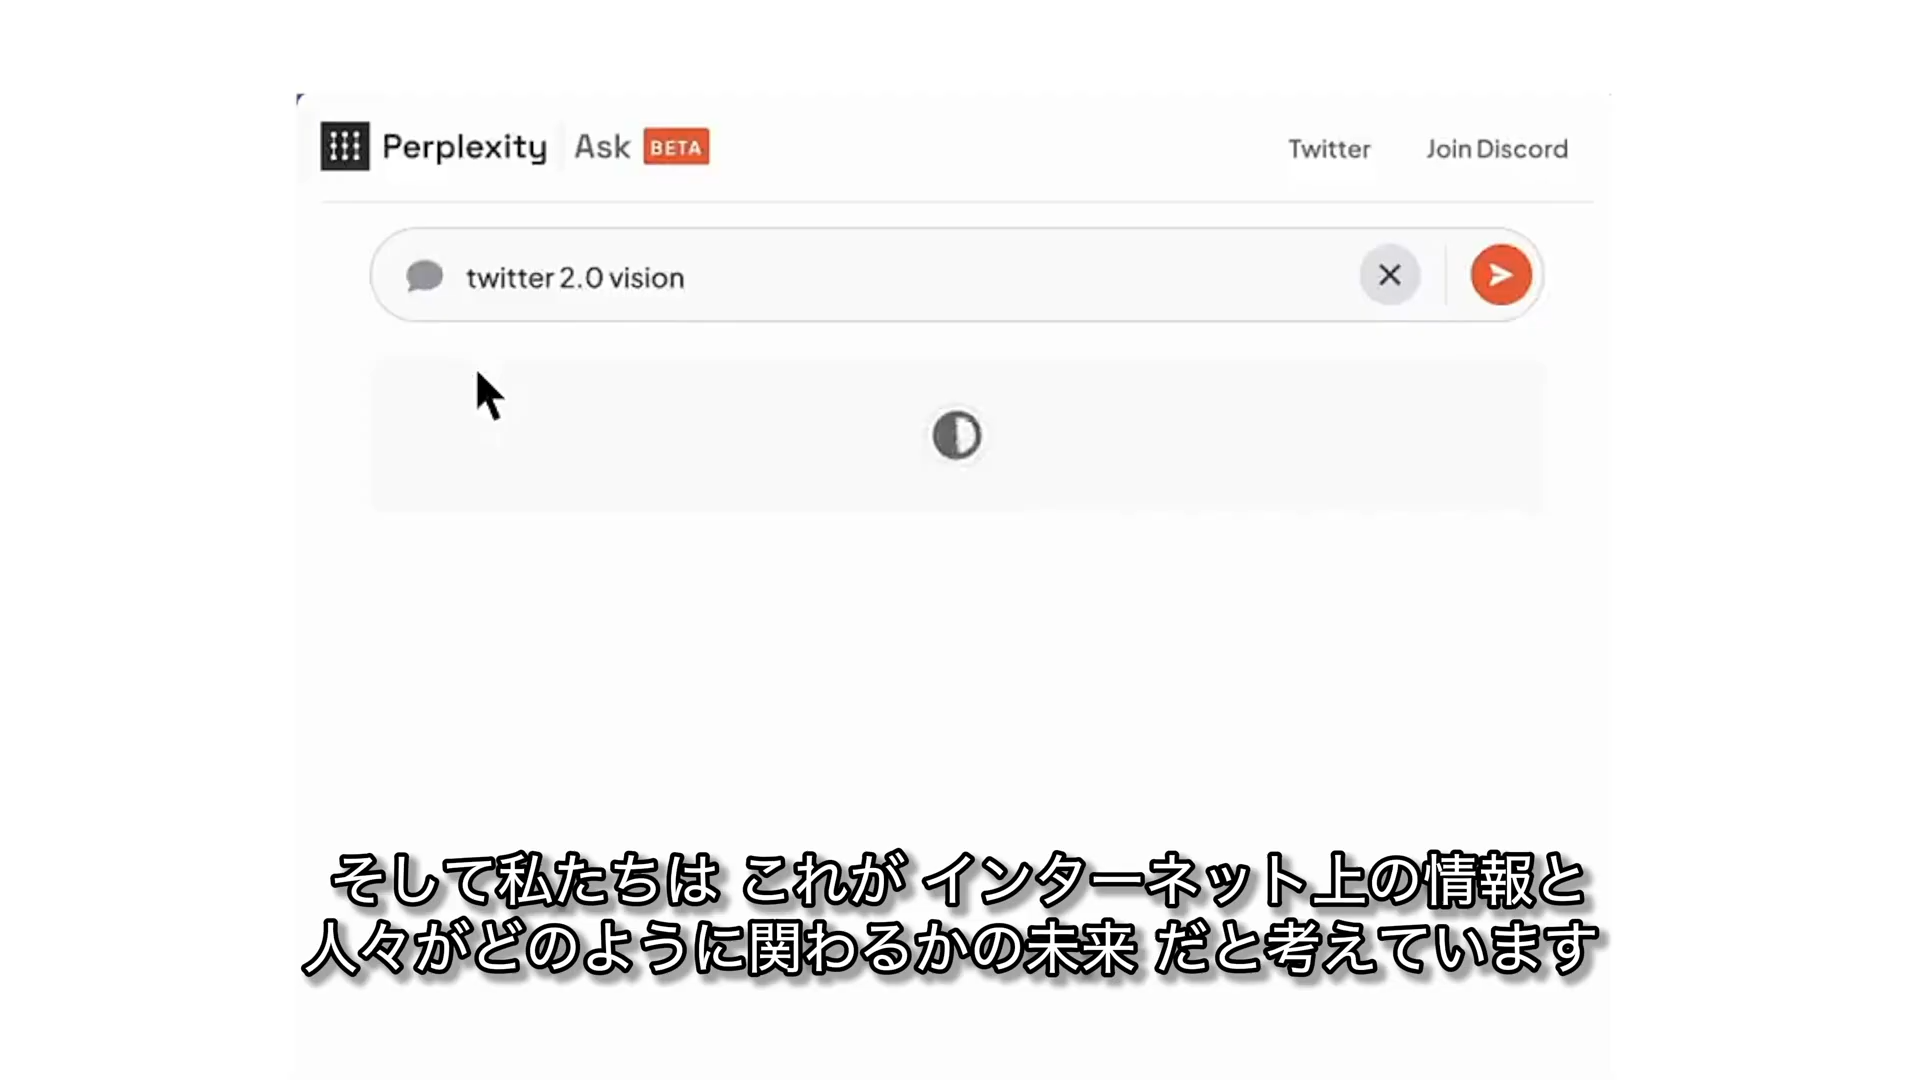 Perplexity Ask BETA Twitter Join Discord
twitter 2.0 vision
そして私たちは これが インターネット上の情報と
人々がどのように関わるかの未来 だと考えています